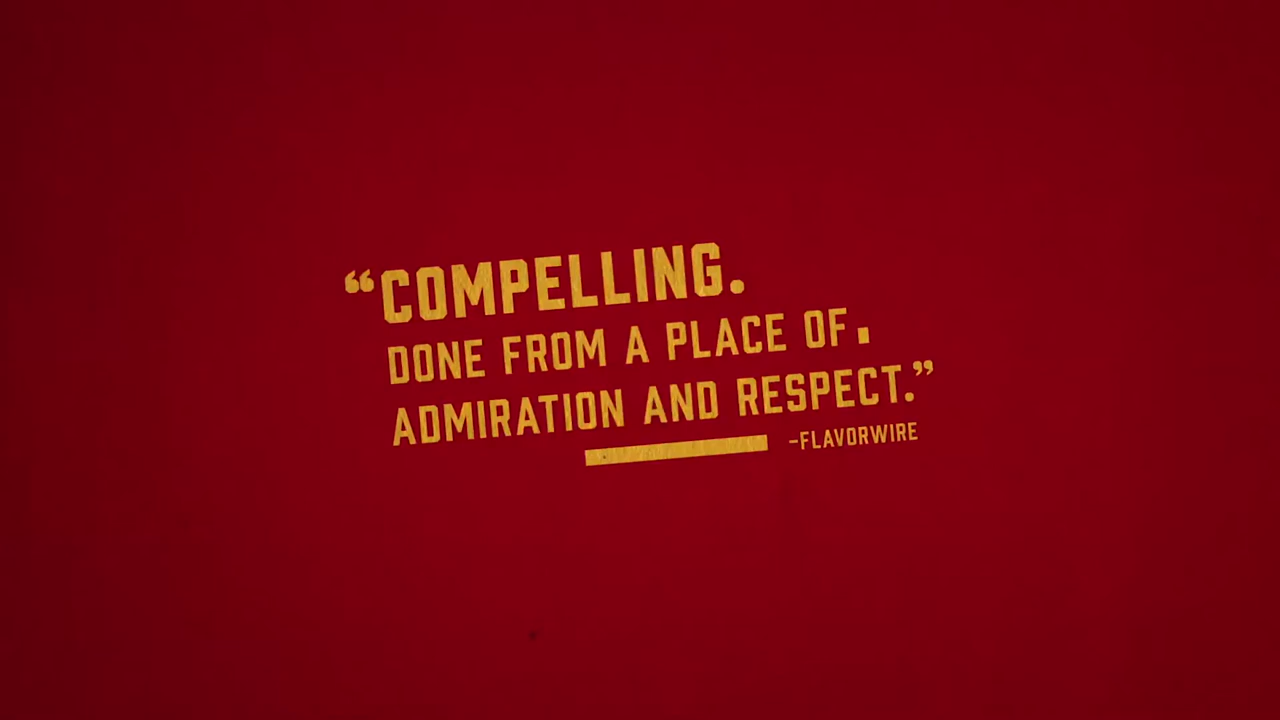 “COMPELLING.
DONE FROM A PLACE OF.
ADMIRATION AND RESPECT.”
-FLAVORWIRE